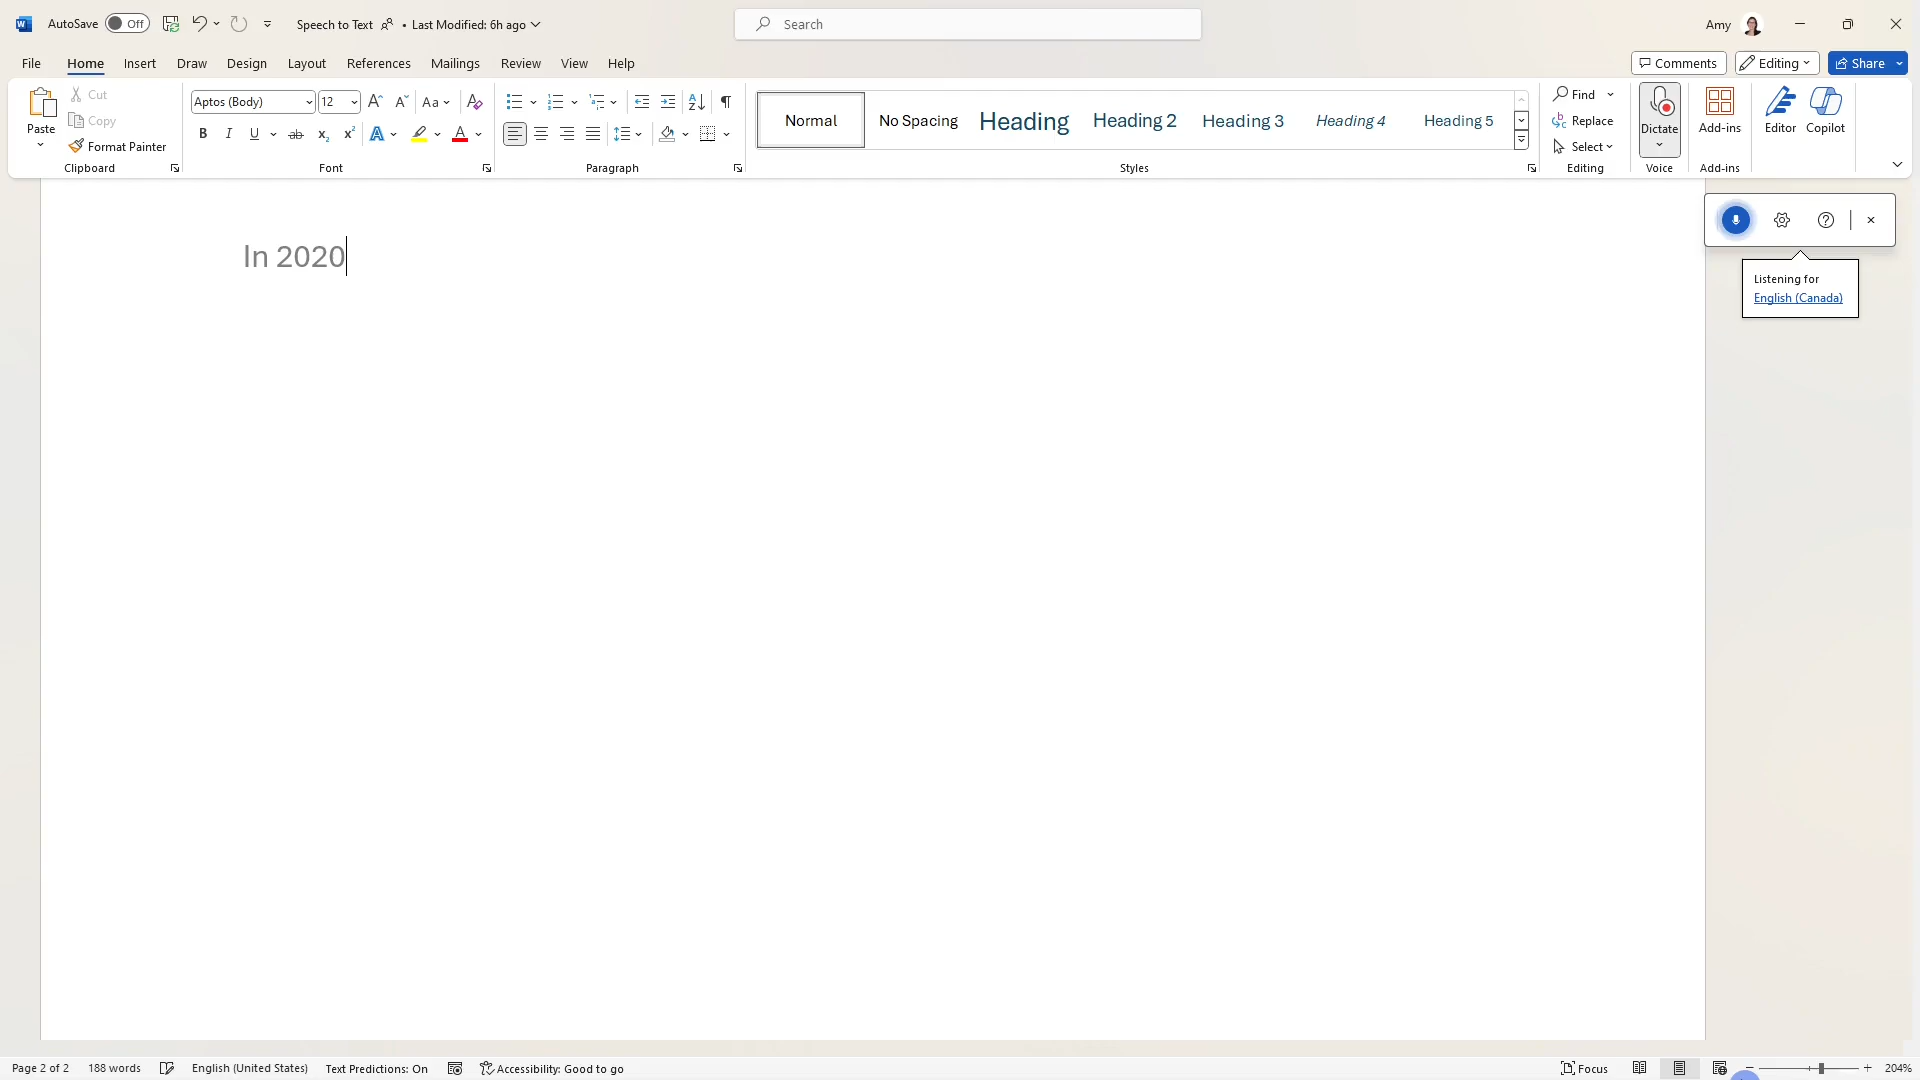 AutoSave Off Speech to Text • Last Modified: 6h ago Search Amy
File Home Insert Draw Design Layout References Mailings Review View Help Comments Editing Share
Paste Cut Copy Format Painter Clipboard
Aptos (Body) 12 Aa
B I U ab x₂ x² A A Font
Paragraph
Normal No Spacing Heading Heading 2 Heading 3 Heading 4 Heading 5 Styles
Find Replace Select Editing
Dictate Voice
Add-ins Add-ins
Editor Copilot
Listening for
English (Canada)
In 2020
Page 2 of 2 188 words English (United States) Text Predictions: On Accessibility: Good to go Focus 204%